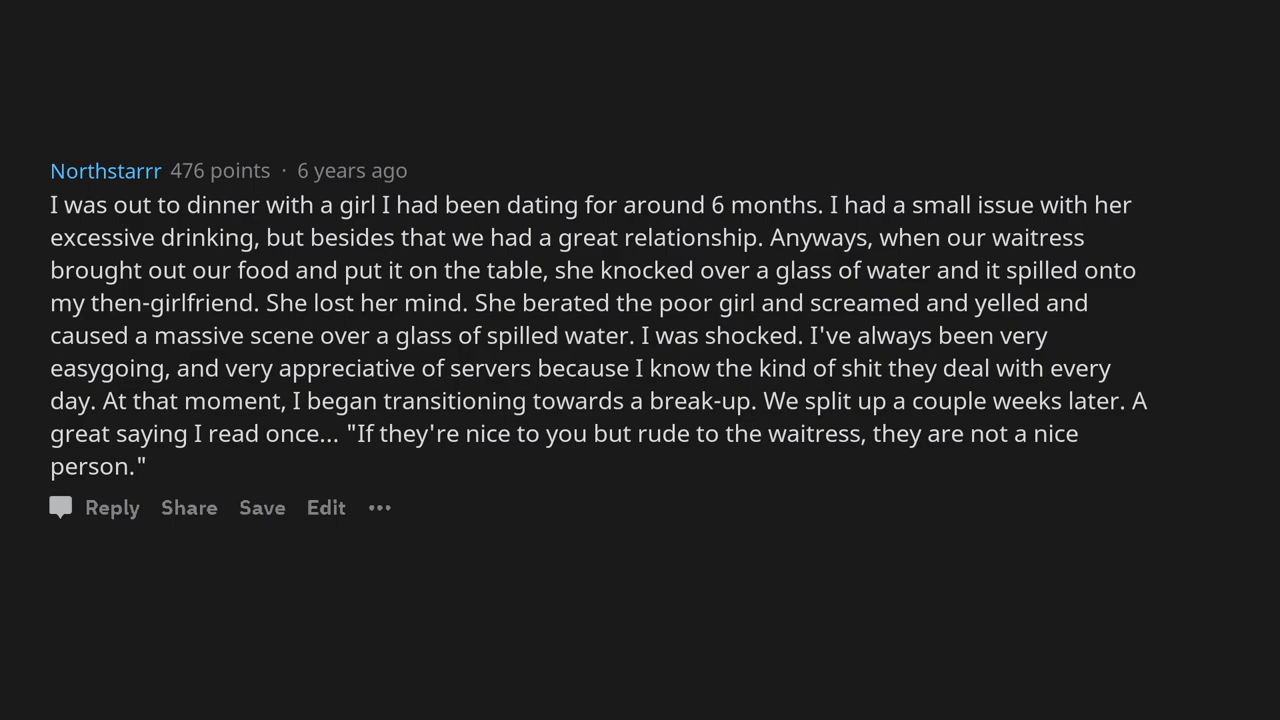 Northstarrr 476 points · 6 years ago
I was out to dinner with a girl I had been dating for around 6 months. I had a small issue with her
excessive drinking, but besides that we had a great relationship. Anyways, when our waitress
brought out our food and put it on the table, she knocked over a glass of water and it spilled onto
my then-girlfriend. She lost her mind. She berated the poor girl and screamed and yelled and
caused a massive scene over a glass of spilled water. I was shocked. I've always been very
easygoing, and very appreciative of servers because I know the kind of shit they deal with every
day. At that moment, I began transitioning towards a break-up. We split up a couple weeks later. A
great saying I read once... "If they're nice to you but rude to the waitress, they are not a nice
person."
Reply Share Save Edit •••